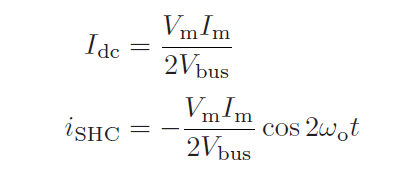 I_dc = V_m I_m / 2V_bus
i_SHC = − V_m I_m / 2V_bus cos 2ω_o t